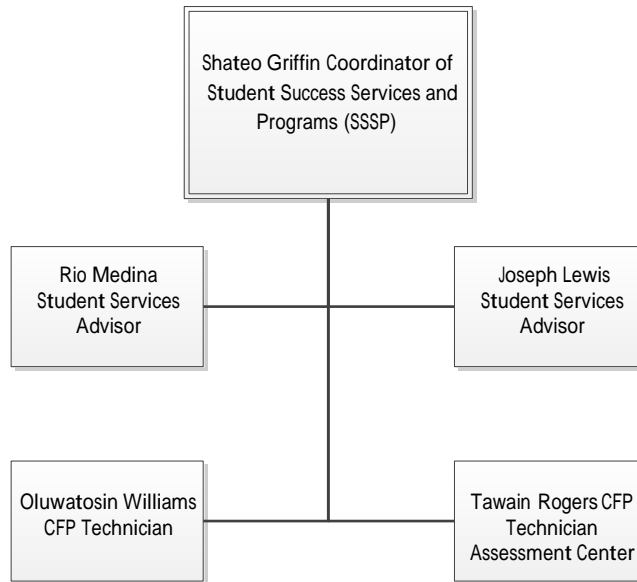 Shateo Griffin Coordinator of
Student Success Services and
Programs (SSSP)
Rio Medina
Student Services
Advisor
Joseph Lewis
Student Services
Advisor
Oluwatosin Williams
CFP Technician
Tawain Rogers CFP
Technician
Assessment Center